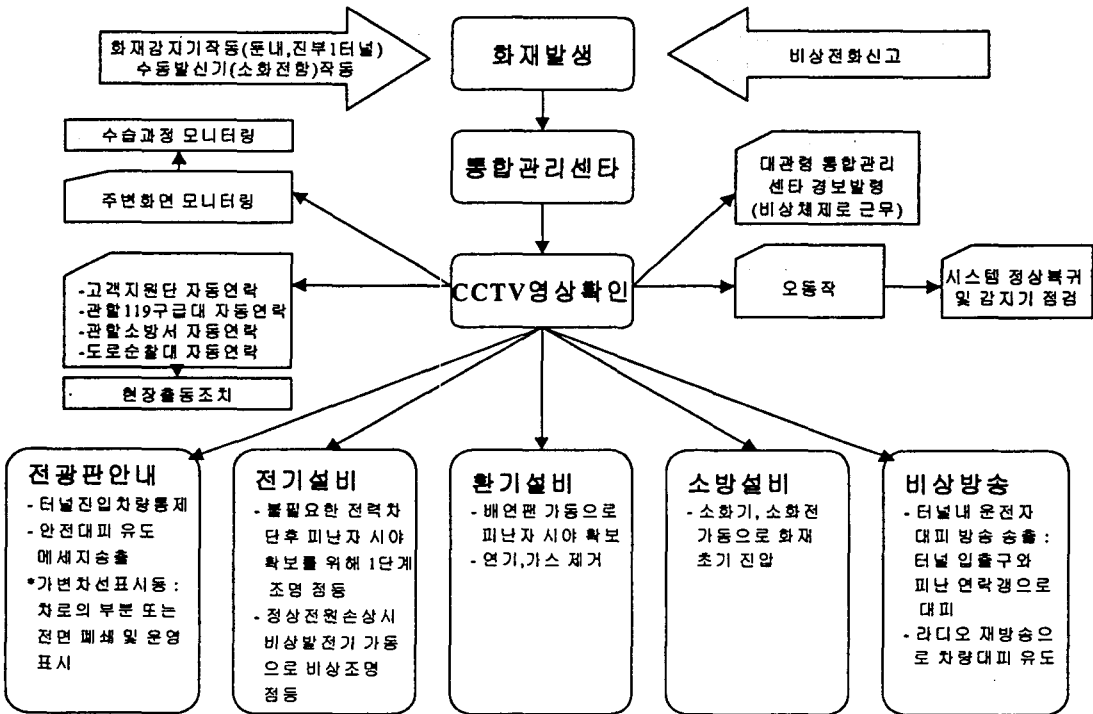 화재감지기작동(둔내,진부1터널)
수동발신기(소화전함)작동
화재발생
비상전화신고
수습과정 모니터링
주변화면 모니터링
통합관리센타
대관령 통합관리
센타 경보발령
(비상체제로 근무)
-고객지원단 자동연락
-관할119구급대 자동연락
-관할소방서 자동연락
-도로순찰대 자동연락
현장출동조치
CCTV영상확인
오동작
시스템 정상복귀
및 감지기 점검
전광판안내
- 터널진입차량통제
- 안전대피 유도
메세지송출
*가변차선표시등 :
차로의 부분 또는
전면 폐쇄 및 운영
표시
전기설비
- 불필요한 전력차
단후 피난자 시야
확보를 위해 1단계
조명 점등
- 정상전원손상시
비상발전기 가동
으로 비상조명
점등
환기설비
- 배연팬 가동으로
피난자 시야 확보
- 연기,가스 제거
소방설비
- 소화기, 소화전
가동으로 화재
초기 진압
비상방송
- 터널내 운전자
대피 방송 송출 :
터널 입출구와
피난 연락갱으로
대피
- 라디오 재방송으
로 차량대피 유도